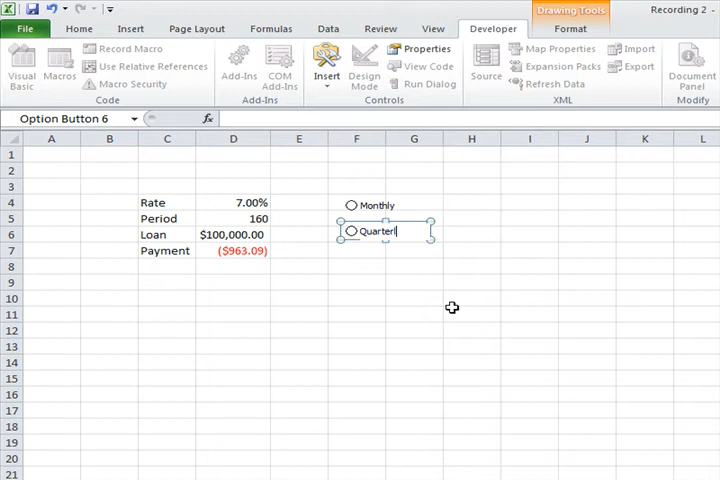 Drawing Tools
Recording 2
File Home Insert Page Layout Formulas Data Review View Developer Format
Visual Basic
Macros
Record Macro
Use Relative References
Macro Security
Code
Add-Ins
COM Add-Ins
Add-Ins
Insert
Design Mode
Properties
View Code
Run Dialog
Controls
Source
Map Properties
Expansion Packs
Refresh Data
Import
Export
XML
Document Panel
Modify
Option Button 6
fx
A B C D E F G H I J K L
1
2
3
4 Rate 7.00% Monthly
5 Period 160
6 Loan $100,000.00 Quarterl
7 Payment ($963.09)
8
9
10
11
12
13
14
15
16
17
18
19
20
21